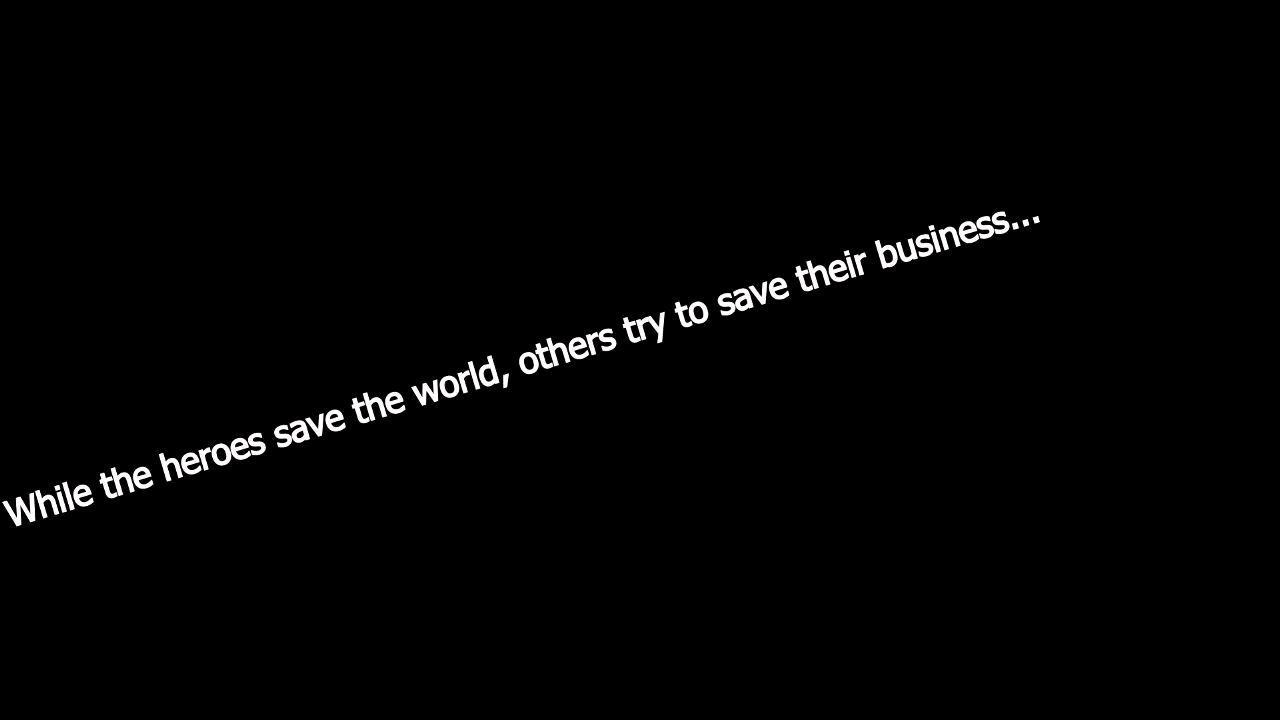 While the heroes save the world, others try to save their business...